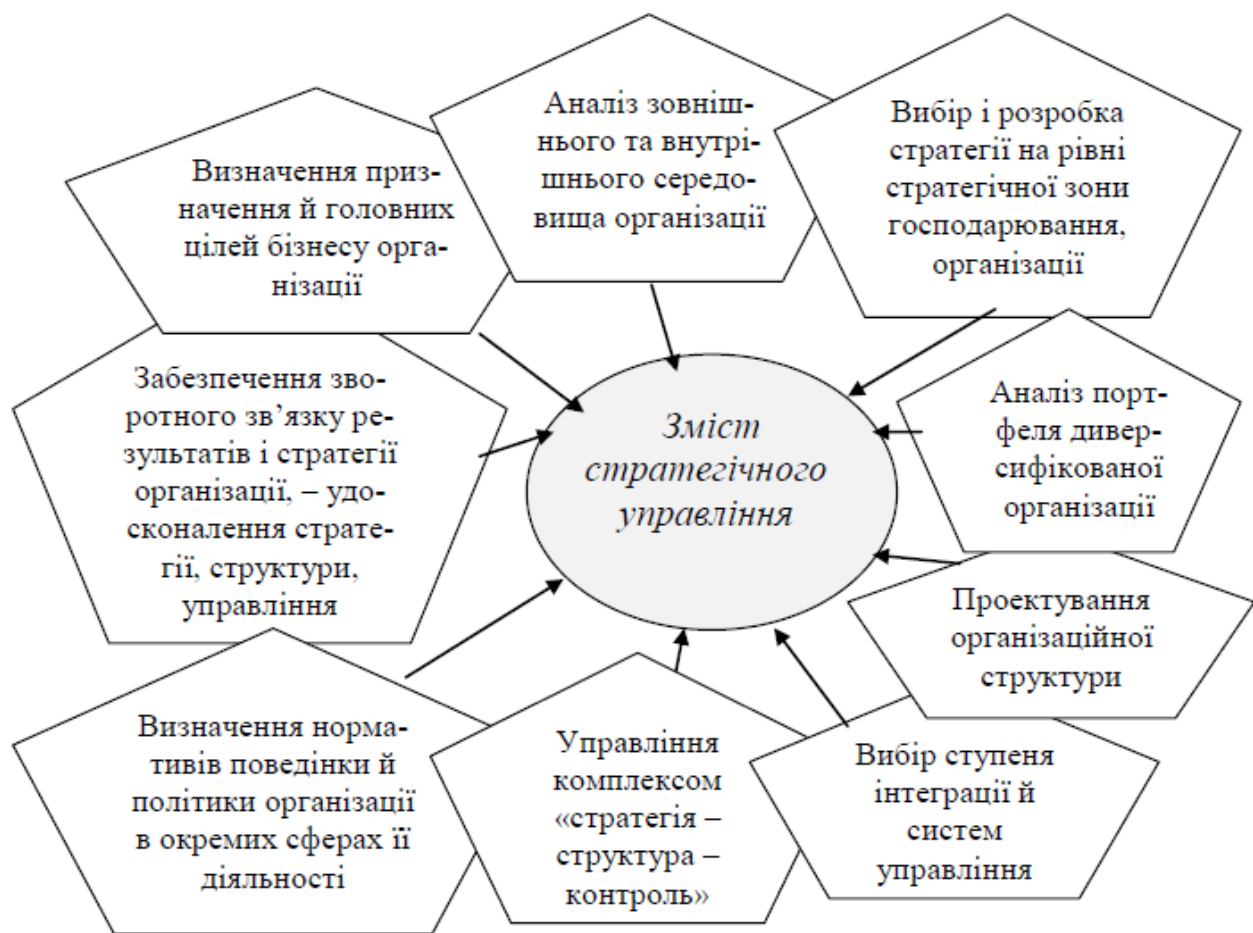 Визначення приз-
начення й головних
цілей бізнесу орга-
нізації
Аналіз зовніш-
нього та внутрі-
шнього середо-
вища організації
Вибір і розробка
стратегії на рівні
стратегічної зони
господарювання,
організації
Аналіз порт-
феля дивер-
сифікованої
організації
Проектування
організаційної
структури
Вибір ступеня
інтеграції й
систем
управління
Управління
комплексом
«стратегія –
структура –
контроль»
Визначення норма-
тивів поведінки й
політики організації
в окремих сферах її
діяльності
Забезпечення зво-
ротного зв’язку ре-
зультатів і стратегії
організації, – удо-
сконалення страте-
гії, структури,
управління
Зміст
стратегічного
управління